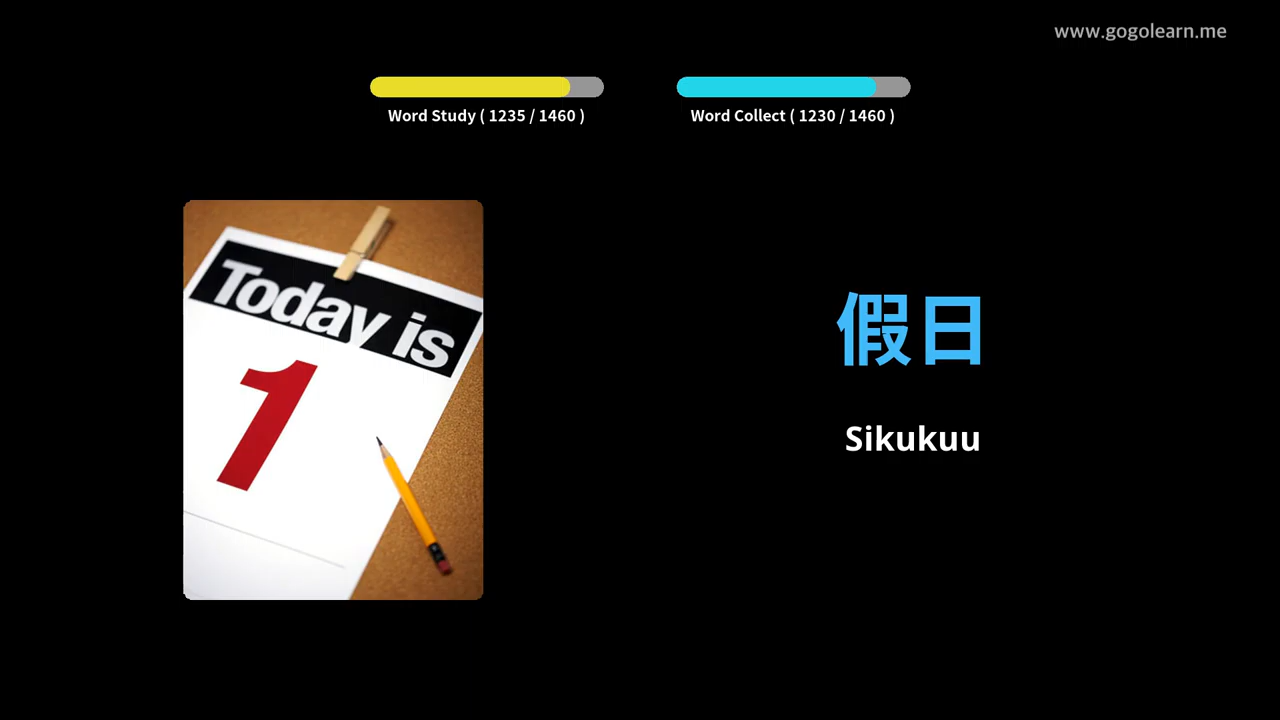 www.gogolearn.me
Word Study ( 1235 / 1460 )
Word Collect ( 1230 / 1460 )
Today is
1
假日
Sikukuu